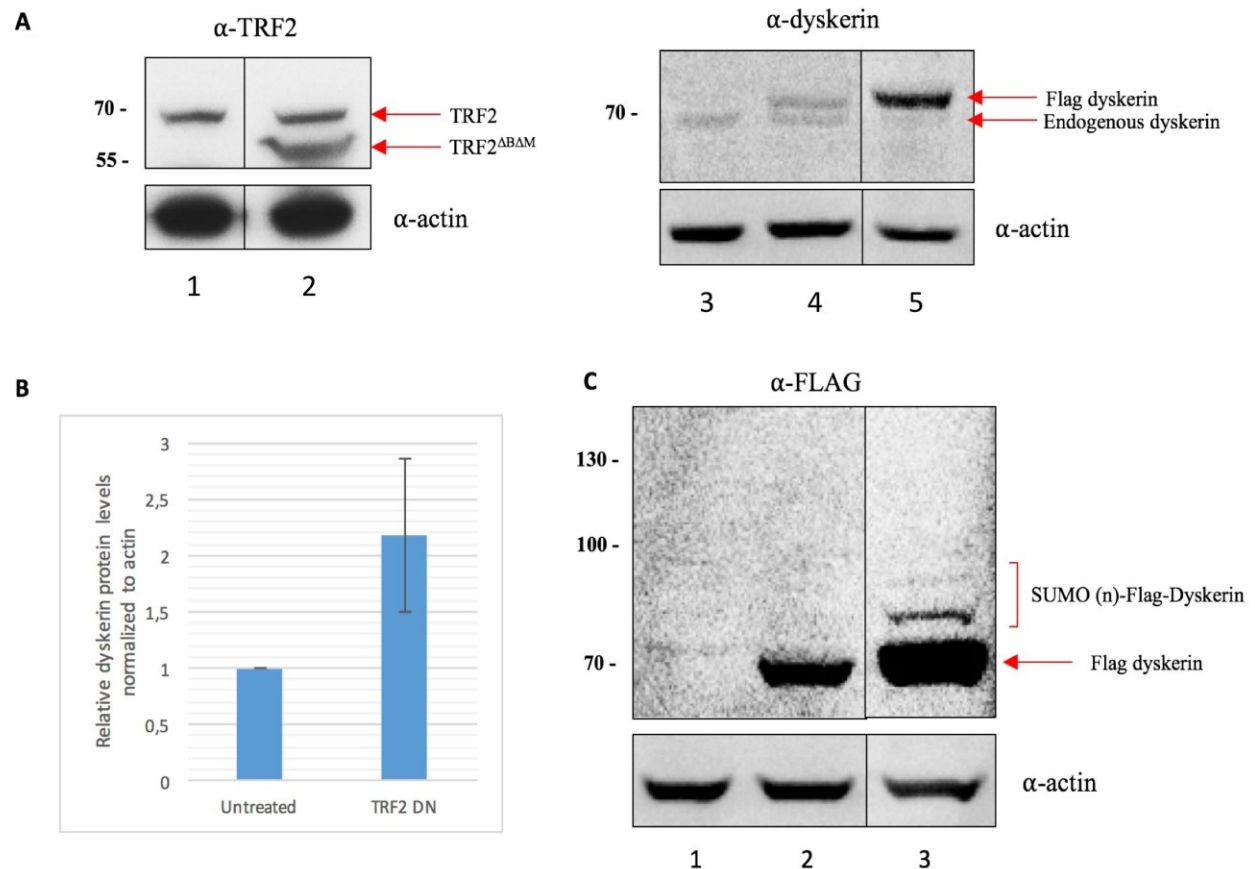 A
α-TRF2
70 -
55 -
TRF2
TRF2ΔBΔM
α-actin
1 2
α-dyskerin
70 -
Flag dyskerin
Endogenous dyskerin
α-actin
3 4 5
B
Relative dyskerin protein levels
normalized to actin
3
2,5
2
1,5
1
0,5
0
Untreated TRF2 DN
C
α-FLAG
130 -
100 -
70 -
SUMO (n)-Flag-Dyskerin
Flag dyskerin
α-actin
1 2 3